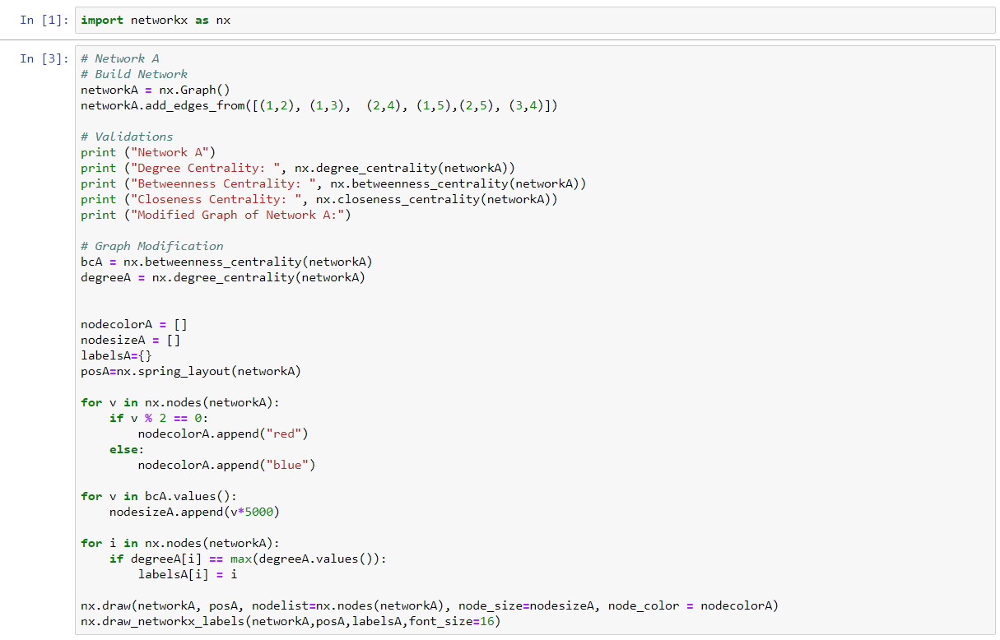 In [1]: import networkx as nx
In [3]: # Network A
# Build Network
networkA = nx.Graph()
networkA.add_edges_from([(1,2), (1,3),  (2,4), (1,5),(2,5), (3,4)])

# Validations
print ("Network A")
print ("Degree Centrality: ", nx.degree_centrality(networkA))
print ("Betweenness Centrality: ", nx.betweenness_centrality(networkA))
print ("Closeness Centrality: ", nx.closeness_centrality(networkA))
print ("Modified Graph of Network A:")

# Graph Modification
bcA = nx.betweenness_centrality(networkA)
degreeA = nx.degree_centrality(networkA)


nodecolorA = []
nodesizeA = []
labelsA={}
posA=nx.spring_layout(networkA)

for v in nx.nodes(networkA):
    if v % 2 == 0:
        nodecolorA.append("red")
    else:
        nodecolorA.append("blue")

for v in bcA.values():
    nodesizeA.append(v*5000)

for i in nx.nodes(networkA):
    if degreeA[i] == max(degreeA.values()):
        labelsA[i] = i

nx.draw(networkA, posA, nodelist=nx.nodes(networkA), node_size=nodesizeA, node_color = nodecolorA)
nx.draw_networkx_labels(networkA,posA,labelsA,font_size=16)